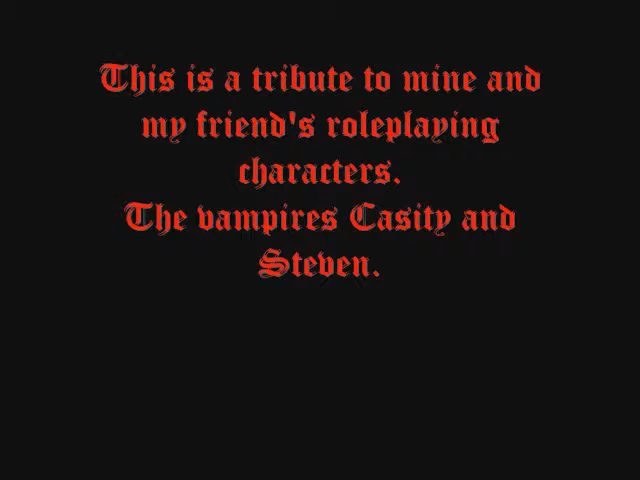 This is a tribute to mine and
my friend's roleplaying
characters.
The vampires Casity and
Steven.